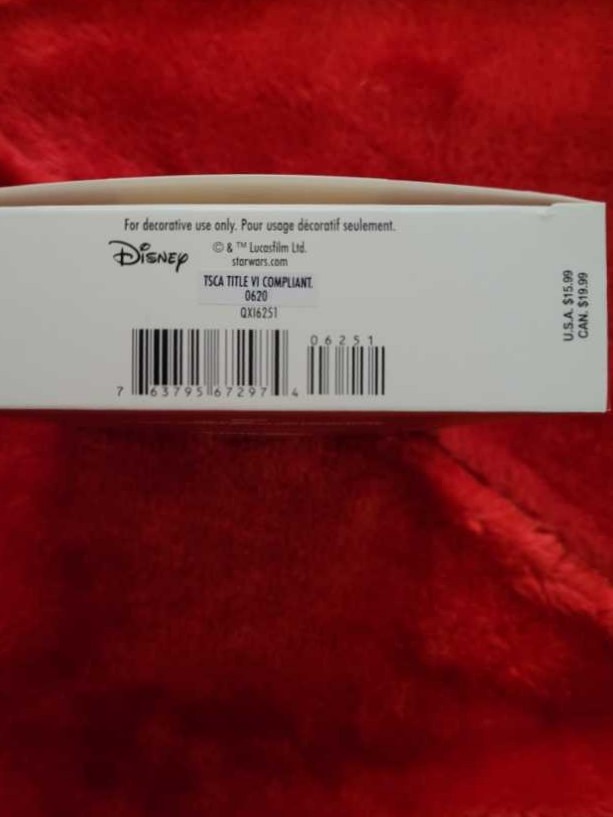 For decorative use only. Pour usage décoratif seulement.
Disney
© & ™ Lucasfilm Ltd.
starwars.com
TSCA TITLE VI COMPLIANT.
0620
QXI6251
06251
7 63795 67297 4
U.S.A. $15.99
CAN. $19.99